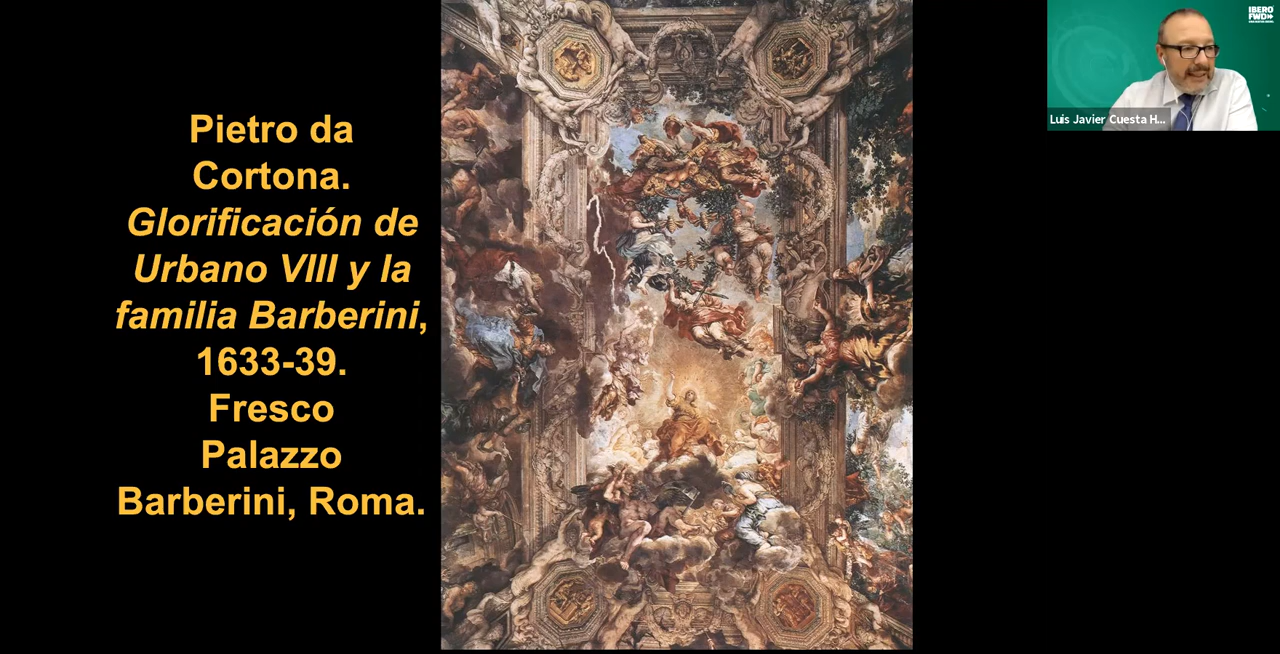 Pietro da
Cortona.
Glorificación de
Urbano VIII y la
familia Barberini,
1633-39.
Fresco
Palazzo
Barberini, Roma.
IBERO
FWD
Luis Javier Cuesta H...